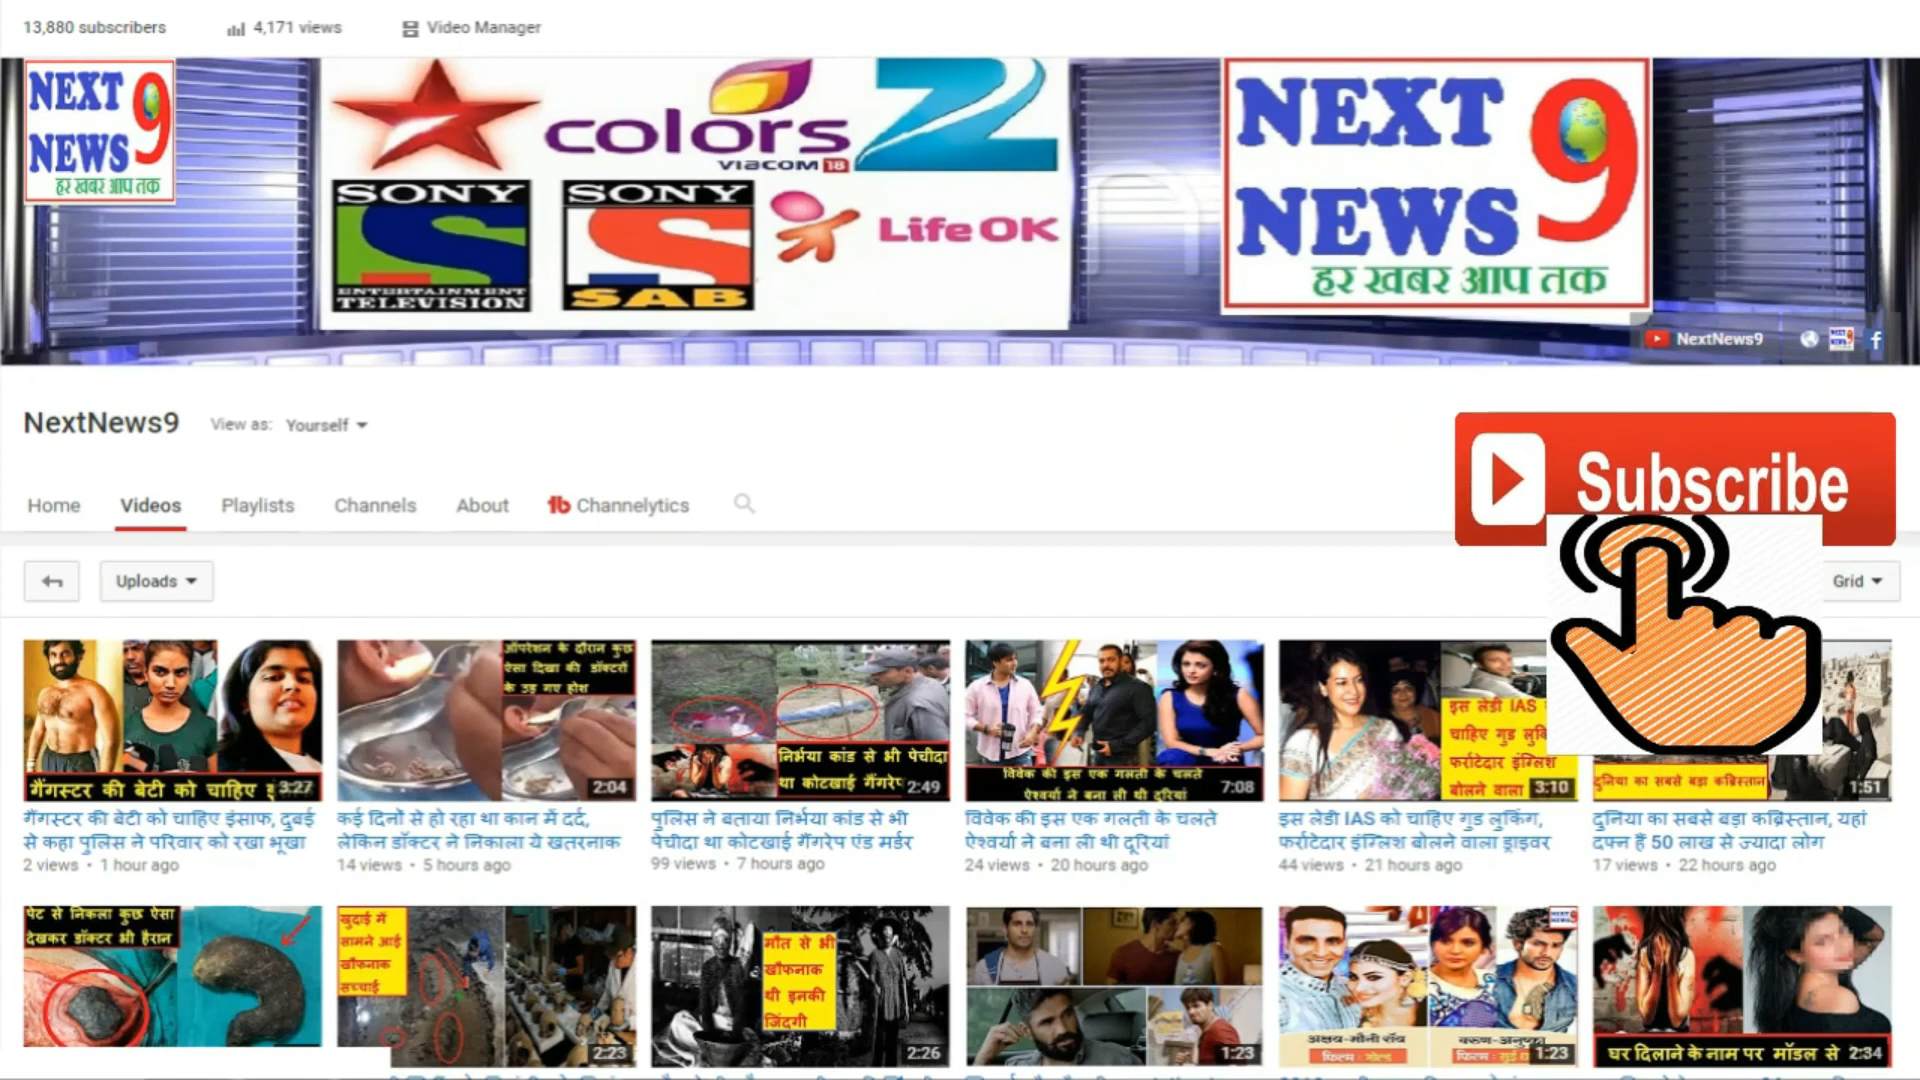 13,880 subscribers
4,171 views
Video Manager
NEXT
NEWS 9
हर खबर आप तक
colors
VIACOM 18
SONY
ENTERTAINMENT
TELEVISION
SONY
SAB
Life OK
NEXT
NEWS 9
हर खबर आप तक
NextNews9
NextNews9
View as: Yourself
Subscribe
Home
Videos
Playlists
Channels
About
Channelytics
Uploads
Grid
गैंगस्टर की बेटी को चाहिए
3:27
ऑपरेशन के दौरान कुछ
ऐसा दिखा की डॉक्टरों
के उड़ गए होश
2:04
निर्भया कांड से भी पेचीदा
था कोटखाई गैंगरेप
2:49
विवेक की इस एक गलती के चलते
ऐश्वर्या ने बना ली थी दूरियां
7:08
इस लेडी IAS
चाहिए गुड
फर्राटेदार इंग्लिश
बोलने वाला
3:10
दुनिया का सबसे बड़ा कब्रिस्तान
1:51
गैंगस्टर की बेटी को चाहिए इंसाफ, दुबई
से कहा पुलिस ने परिवार को रखा भूखा
2 views • 1 hour ago
कई दिनों से हो रहा था कान में दर्द,
लेकिन डॉक्टर ने निकाला ये खतरनाक
14 views • 5 hours ago
पुलिस ने बताया निर्भया कांड से भी
पेचीदा था कोटखाई गैंगरेप एंड मर्डर
99 views • 7 hours ago
विवेक की इस एक गलती के चलते
ऐश्वर्या ने बना ली थी दूरियां
24 views • 20 hours ago
इस लेडी IAS को चाहिए गुड लुकिंग,
फर्राटेदार इंग्लिश बोलने वाला ड्राइवर
44 views • 21 hours ago
दुनिया का सबसे बड़ा कब्रिस्तान, यहां
दफ्न हैं 50 लाख से ज्यादा लोग
17 views • 22 hours ago
पेट से निकला कुछ ऐसा
देखकर डॉक्टर भी हैरान
खुदाई में
सामने आई
खौफनाक
सच्चाई
2:23
मौत से भी
खौफनाक
थी इनकी
जिंदगी
2:26
1:23
अक्षय-मौनी रॉय
फिल्म : गोल्ड
वरुण-अनुष्का
फिल्म : सुई
1:23
घर दिलाने के नाम पर मॉडल से
2:34